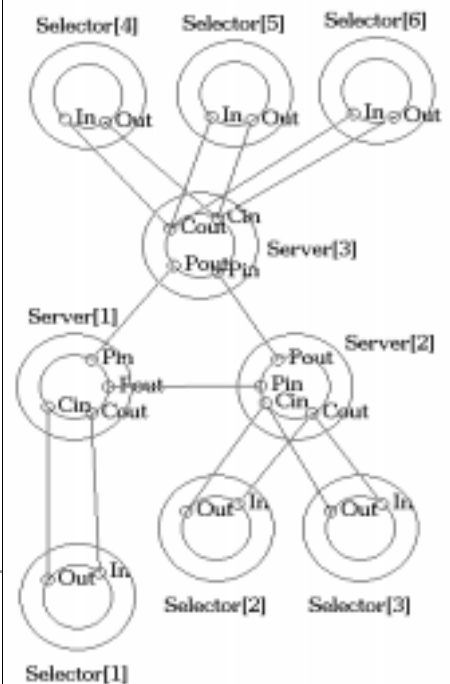 Selector[4] Selector[5] Selector[6]
In Out In Out In Out
Cout Cin
Server[3]
Pout Pin
Server[1]
Server[2]
Pin Pout
Pout Pin
Cin Cout Cin Cout
Out In Out In
Out In
Selector[2] Selector[3]
Selector[1]